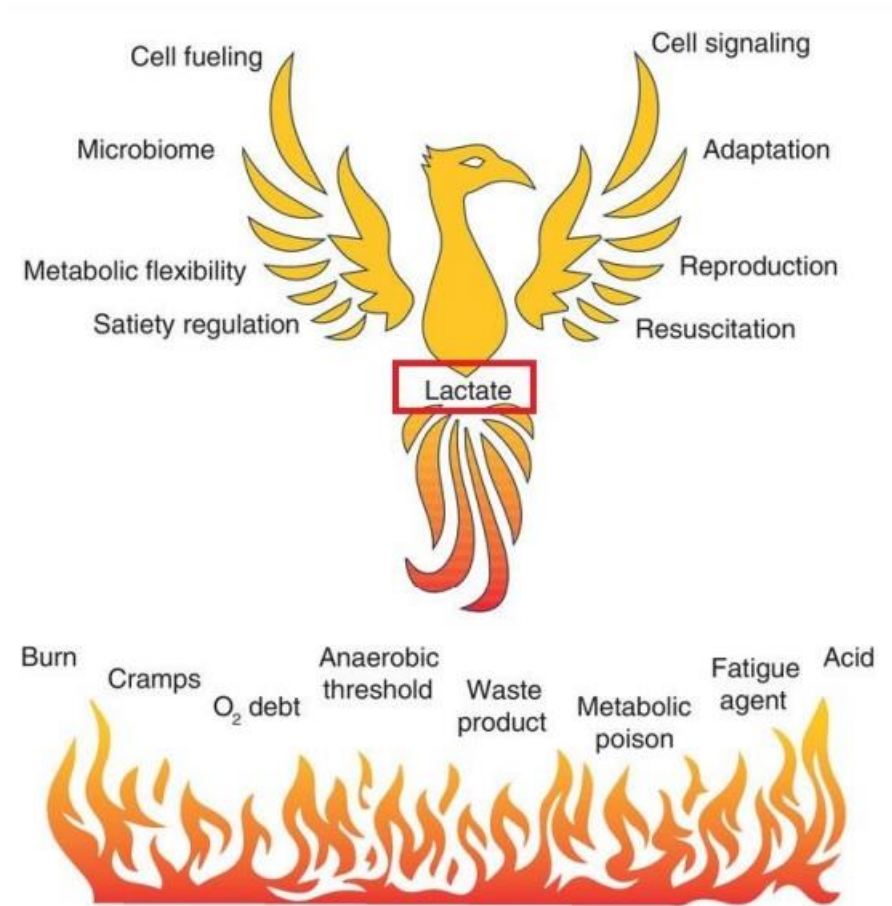 Cell fueling
Cell signaling
Microbiome
Adaptation
Metabolic flexibility
Reproduction
Satiety regulation
Resuscitation
Lactate
Burn
Cramps
O₂ debt
Anaerobic
threshold
Waste
product
Metabolic
poison
Fatigue
agent
Acid